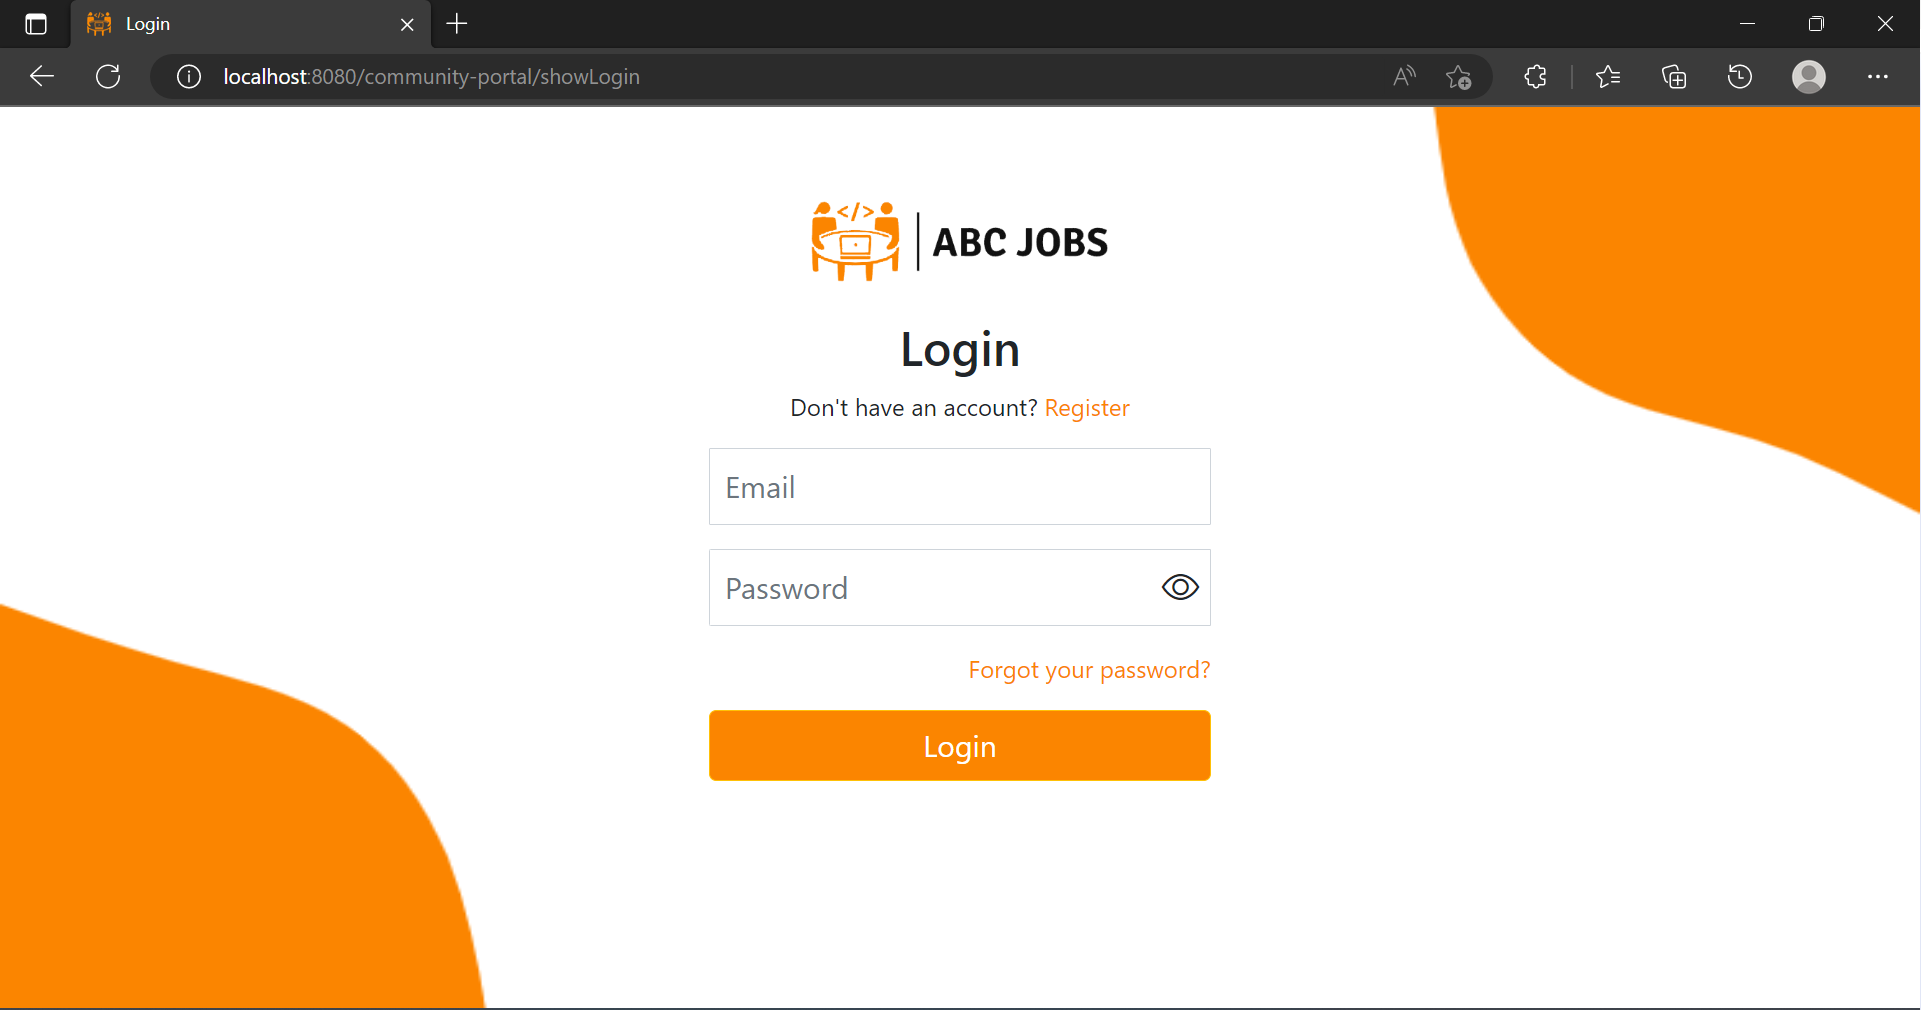 Login
localhost:8080/community-portal/showLogin
</>
ABC JOBS
Login
Don't have an account? Register
Email
Password
Forgot your password?
Login